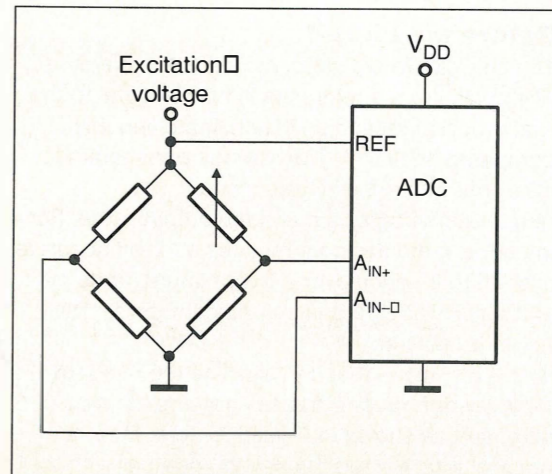 Excitation□
voltage
V_DD
REF
ADC
A_IN+
A_IN-□